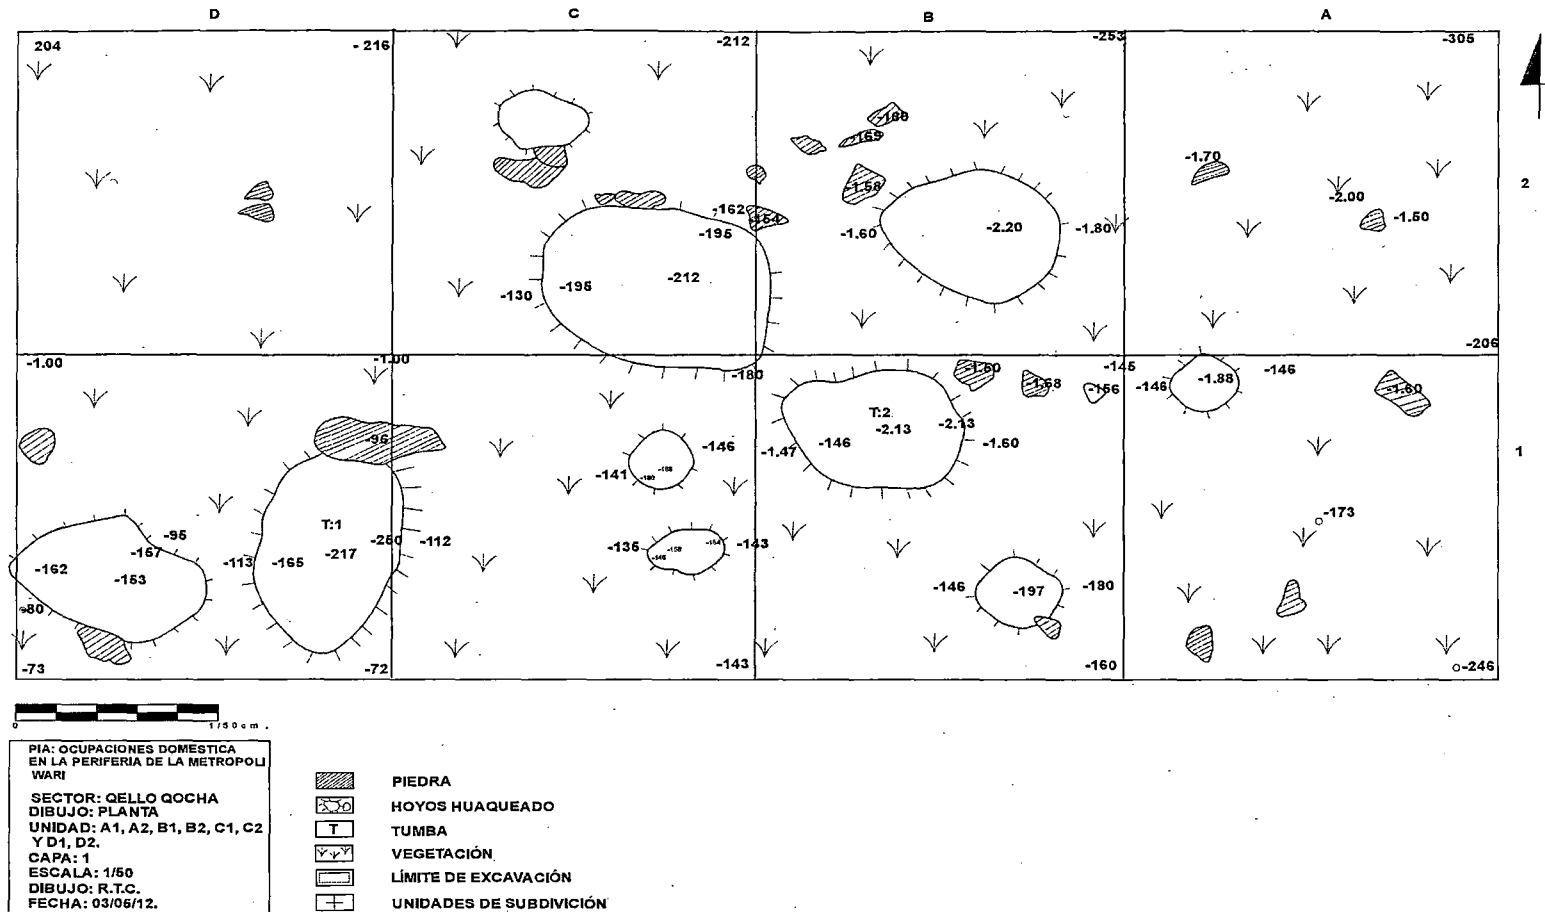 D C B A
204 - 216 -212 -253 -305
-188
-169
-1.70
-1.58
2
-2.00
-162 -154 -1.50
-195 -1.60 -2.20 -1.80
-212
-130 -195
-206
-1.00 -1.00 -180 -1.60 -145 -146
-146 -1.88
-1.68 -156 -1.60
T:2
-2.13 -2.13
-95 -146 -1.47 -146 -1.60 1
-141
T:1 -173
-95
-250 -112 -135 -143
-157 -217
-162 -153 -113 -165
-146 -197 -180
-80
-73 -72 -143 -160 -246
0 1/50cm.
PIA: OCUPACIONES DOMESTICA
EN LA PERIFERIA DE LA METROPOLI
WARI
SECTOR: QELLO QOCHA
DIBUJO: PLANTA
UNIDAD: A1, A2, B1, B2, C1, C2
Y D1, D2.
CAPA: 1
ESCALA: 1/50
DIBUJO: R.T.C.
FECHA: 03/06/12.
PIEDRA
HOYOS HUAQUEADO
T TUMBA
VEGETACIÓN
LÍMITE DE EXCAVACIÓN
UNIDADES DE SUBDIVICIÓN